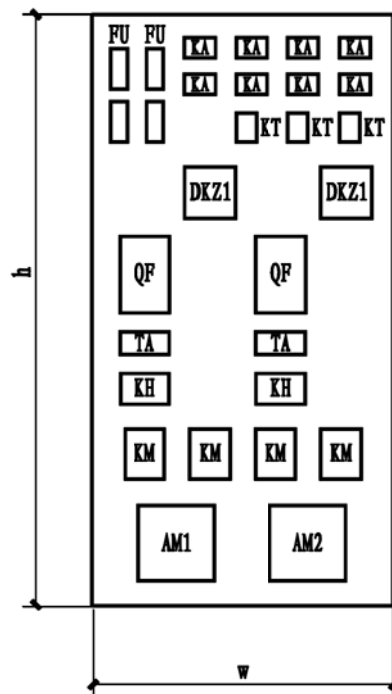 FU FU
KA KA KA KA
KA KA KA KA
KT KT KT
DKZ1 DKZ1
h
QF QF
TA TA
KH KH
KM KM KM KM
AM1 AM2
w